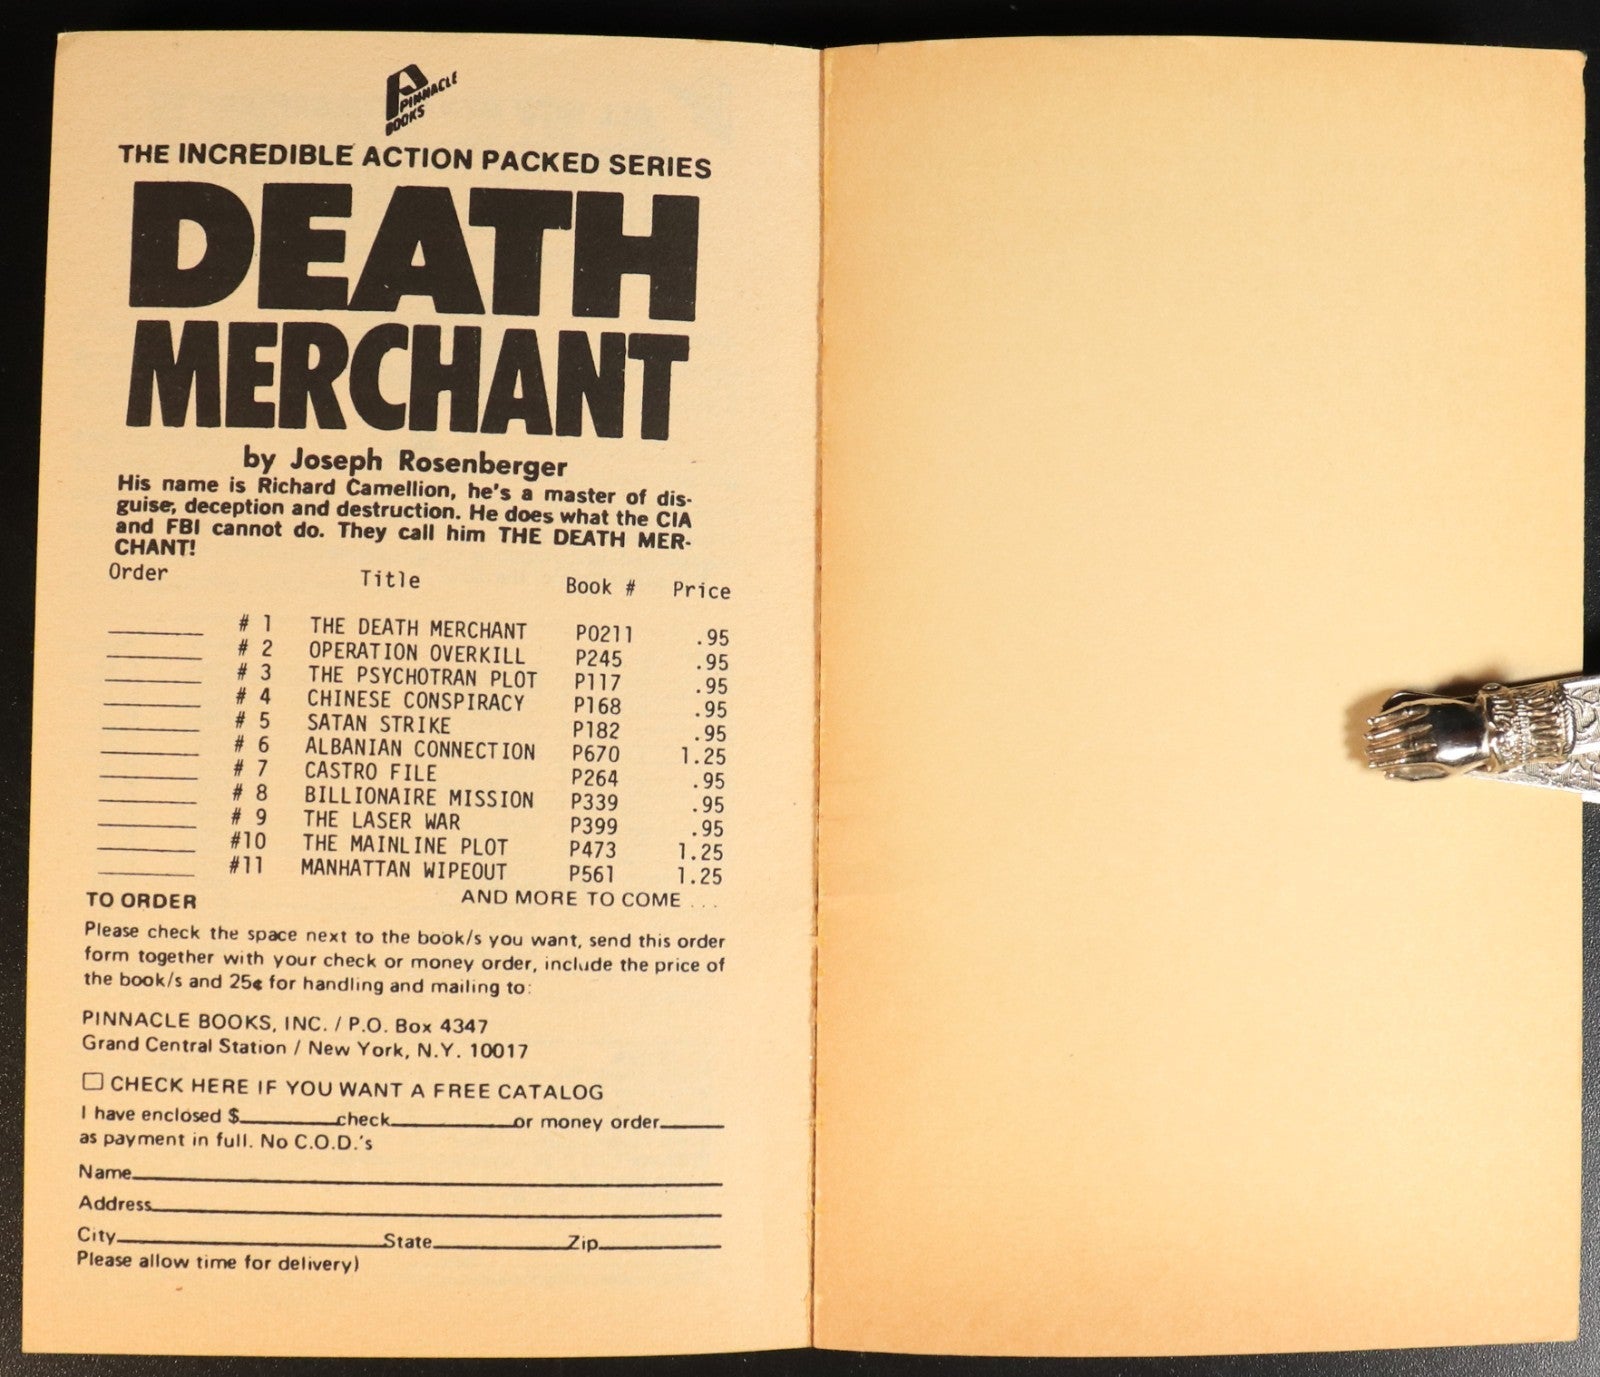 PINNACLE
BOOKS
THE INCREDIBLE ACTION PACKED SERIES
DEATH
MERCHANT
by Joseph Rosenberger
His name is Richard Camellion, he's a master of dis-
guise, deception and destruction. He does what the CIA
and FBI cannot do. They call him THE DEATH MER-
CHANT!
Order Title Book # Price
# 1 THE DEATH MERCHANT P0211 .95
# 2 OPERATION OVERKILL P245 .95
# 3 THE PSYCHOTRAN PLOT P117 .95
# 4 CHINESE CONSPIRACY P168 .95
# 5 SATAN STRIKE P182 .95
# 6 ALBANIAN CONNECTION P670 1.25
# 7 CASTRO FILE P264 .95
# 8 BILLIONAIRE MISSION P339 .95
# 9 THE LASER WAR P399 .95
#10 THE MAINLINE PLOT P473 1.25
#11 MANHATTAN WIPEOUT P561 1.25
TO ORDER AND MORE TO COME ...
Please check the space next to the book/s you want, send this order
form together with your check or money order, include the price of
the book/s and 25¢ for handling and mailing to:
PINNACLE BOOKS, INC. / P.O. Box 4347
Grand Central Station / New York, N.Y. 10017
☐ CHECK HERE IF YOU WANT A FREE CATALOG
I have enclosed $________check________or money order_____
as payment in full. No C.O.D.'s
Name________
Address________
City________State________Zip________
Please allow time for delivery)